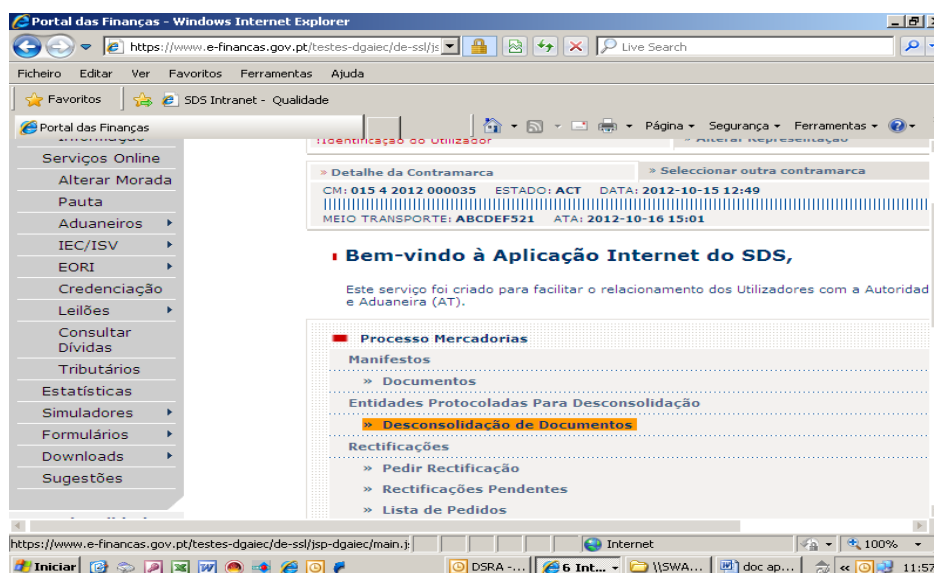 Portal das Finanças - Windows Internet Explorer
https://www.e-financas.gov.pt/testes-dgaiec/de-ssl/js
Live Search
Ficheiro Editar Ver Favoritos Ferramentas Ajuda
Favoritos SDS Intranet - Qualidade
Portal das Finanças Página Segurança Ferramentas
Informação
Serviços Online
Alterar Morada
Pauta
Aduaneiros
IEC/ISV
EORI
Credenciação
Leilões
Consultar
Dívidas
Tributários
Estatísticas
Simuladores
Formulários
Downloads
Sugestões
Identificação do Utilizador » Alterar Representação
» Detalhe da Contramarca » Seleccionar outra contramarca
CM: 015 4 2012 000035 ESTADO: ACT DATA: 2012-10-15 12:49
MEIO TRANSPORTE: ABCDEF521 ATA: 2012-10-16 15:01
Bem-vindo à Aplicação Internet do SDS,
Este serviço foi criado para facilitar o relacionamento dos Utilizadores com a Autoridad
e Aduaneira (AT).
Processo Mercadorias
Manifestos
» Documentos
Entidades Protocoladas Para Desconsolidação
» Desconsolidação de Documentos
Rectificações
» Pedir Rectificação
» Rectificações Pendentes
» Lista de Pedidos
https://www.e-financas.gov.pt/testes-dgaiec/de-ssl/jsp-dgaiec/main.j Internet 100%
Iniciar DSRA -... 6 Int... \\SWA... doc ap... « 11:57